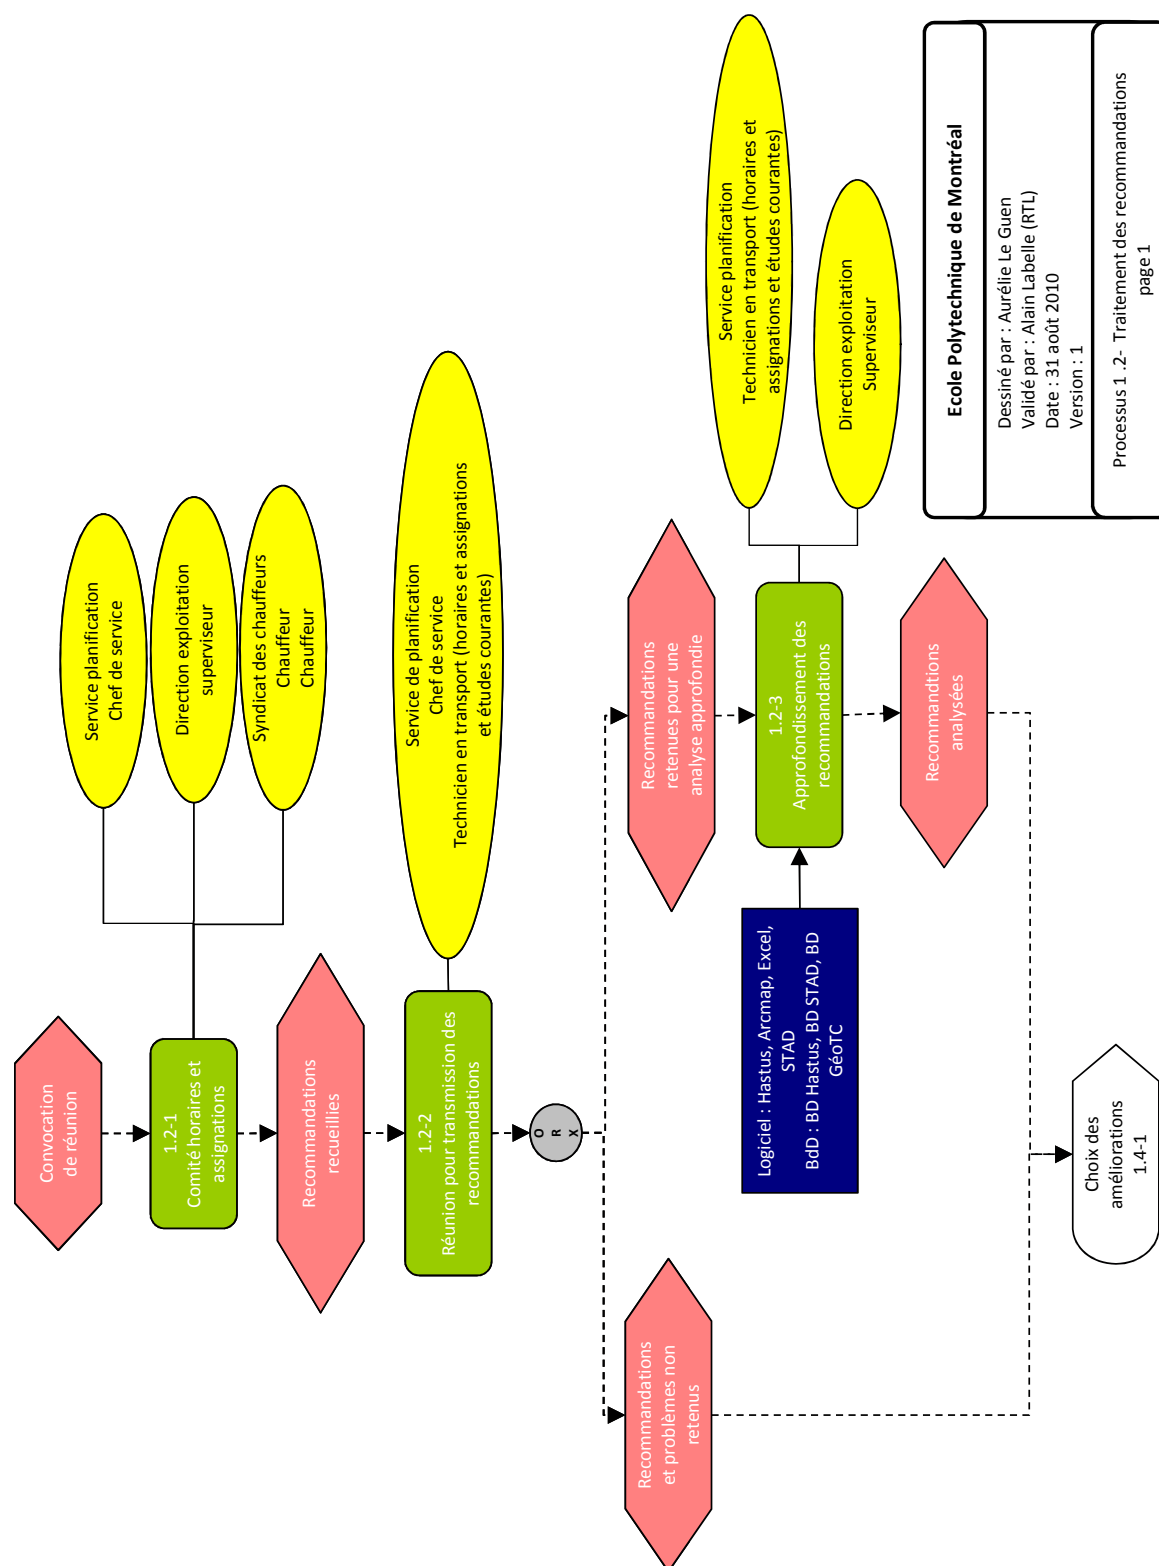 Convocation
de réunion
1.2-1
Comité horaires et
assignations
Service planification
Chef de service
Direction exploitation
superviseur
Syndicat des chauffeurs
Chauffeur
Chauffeur
Recommandations
recueillies
1.2-2
Réunion pour transmission des
recommandations
Service de planification
Chef de service
Technicien en transport (horaires et assignations
et études courantes)
O
R
X
Recommandations
et problèmes non
retenus
Recommandations
retenues pour une
analyse approfondie
Logiciel : Hastus, Arcmap, Excel,
STAD
BdD : BD Hastus, BD STAD, BD
GéoTC
1.2-3
Approfondissement des
recommandations
Service planification
Technicien en transport (horaires et
assignations et études courantes)
Direction exploitation
Superviseur
Recommandtions
analysées
Choix des
améliorations
1.4-1
Ecole Polytechnique de Montréal
Dessiné par : Aurélie Le Guen
Validé par : Alain Labelle (RTL)
Date : 31 août 2010
Version : 1
Processus 1 .2- Traitement des recommandations
page 1